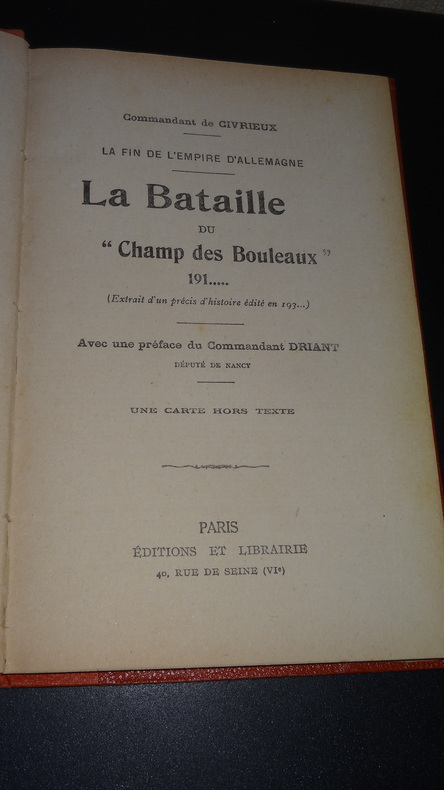 Commandant de CIVRIEUX
LA FIN DE L'EMPIRE D'ALLEMAGNE
La Bataille
DU
“ Champ des Bouleaux ”
191.....
(Extrait d'un précis d'histoire édité en 193...)
Avec une préface du Commandant DRIANT
DÉPUTÉ DE NANCY
UNE CARTE HORS TEXTE
PARIS
ÉDITIONS ET LIBRAIRIE
40, RUE DE SEINE (VIe)